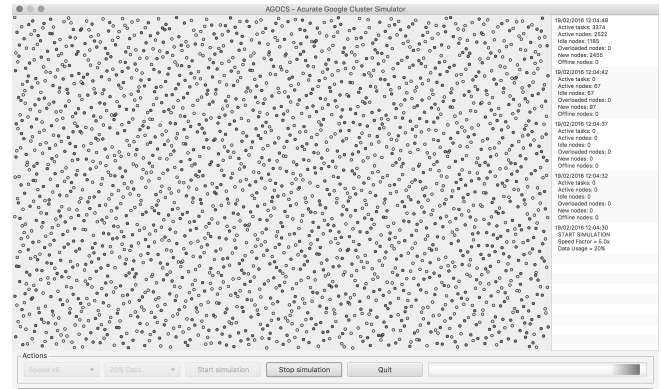 AGOCS - Acurate Google Cluster Simulator
19/02/2016 12:04:48
Active tasks: 3374
Active nodes: 2522
Idle nodes: 1185
Overloaded nodes: 0
New nodes: 2455
Offline nodes: 0
19/02/2016 12:04:42
Active tasks: 0
Active nodes: 67
Idle nodes: 67
Overloaded nodes: 0
New nodes: 97
Offline nodes: 0
19/02/2016 12:04:37
Active tasks: 0
Active nodes: 0
Idle nodes: 0
Overloaded nodes: 0
New nodes: 0
Offline nodes: 0
19/02/2016 12:04:32
Active tasks: 0
Active nodes: 0
Idle nodes: 0
Overloaded nodes: 0
New nodes: 0
Offline nodes: 0
19/02/2016 12:04:30
START SIMULATION
Speed Factor = 5.0x
Data Usage = 20%
Actions
Speed x5 20% Data Start simulation Stop simulation Quit